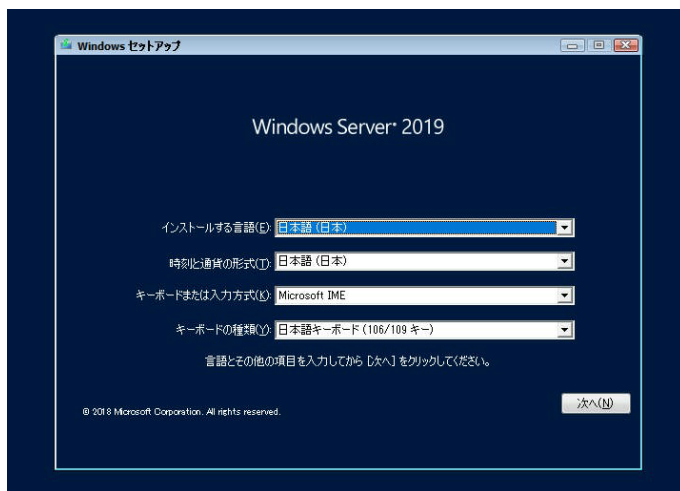 Windows セットアップ
Windows Server® 2019
インストールする言語(E): 日本語 (日本)
時刻と通貨の形式(T): 日本語 (日本)
キーボードまたは入力方式(K): Microsoft IME
キーボードの種類(Y): 日本語キーボード (106/109 キー)
言語とその他の項目を入力してから [次へ] をクリックしてください。
次へ(N)
© 2018 Microsoft Corporation. All rights reserved.